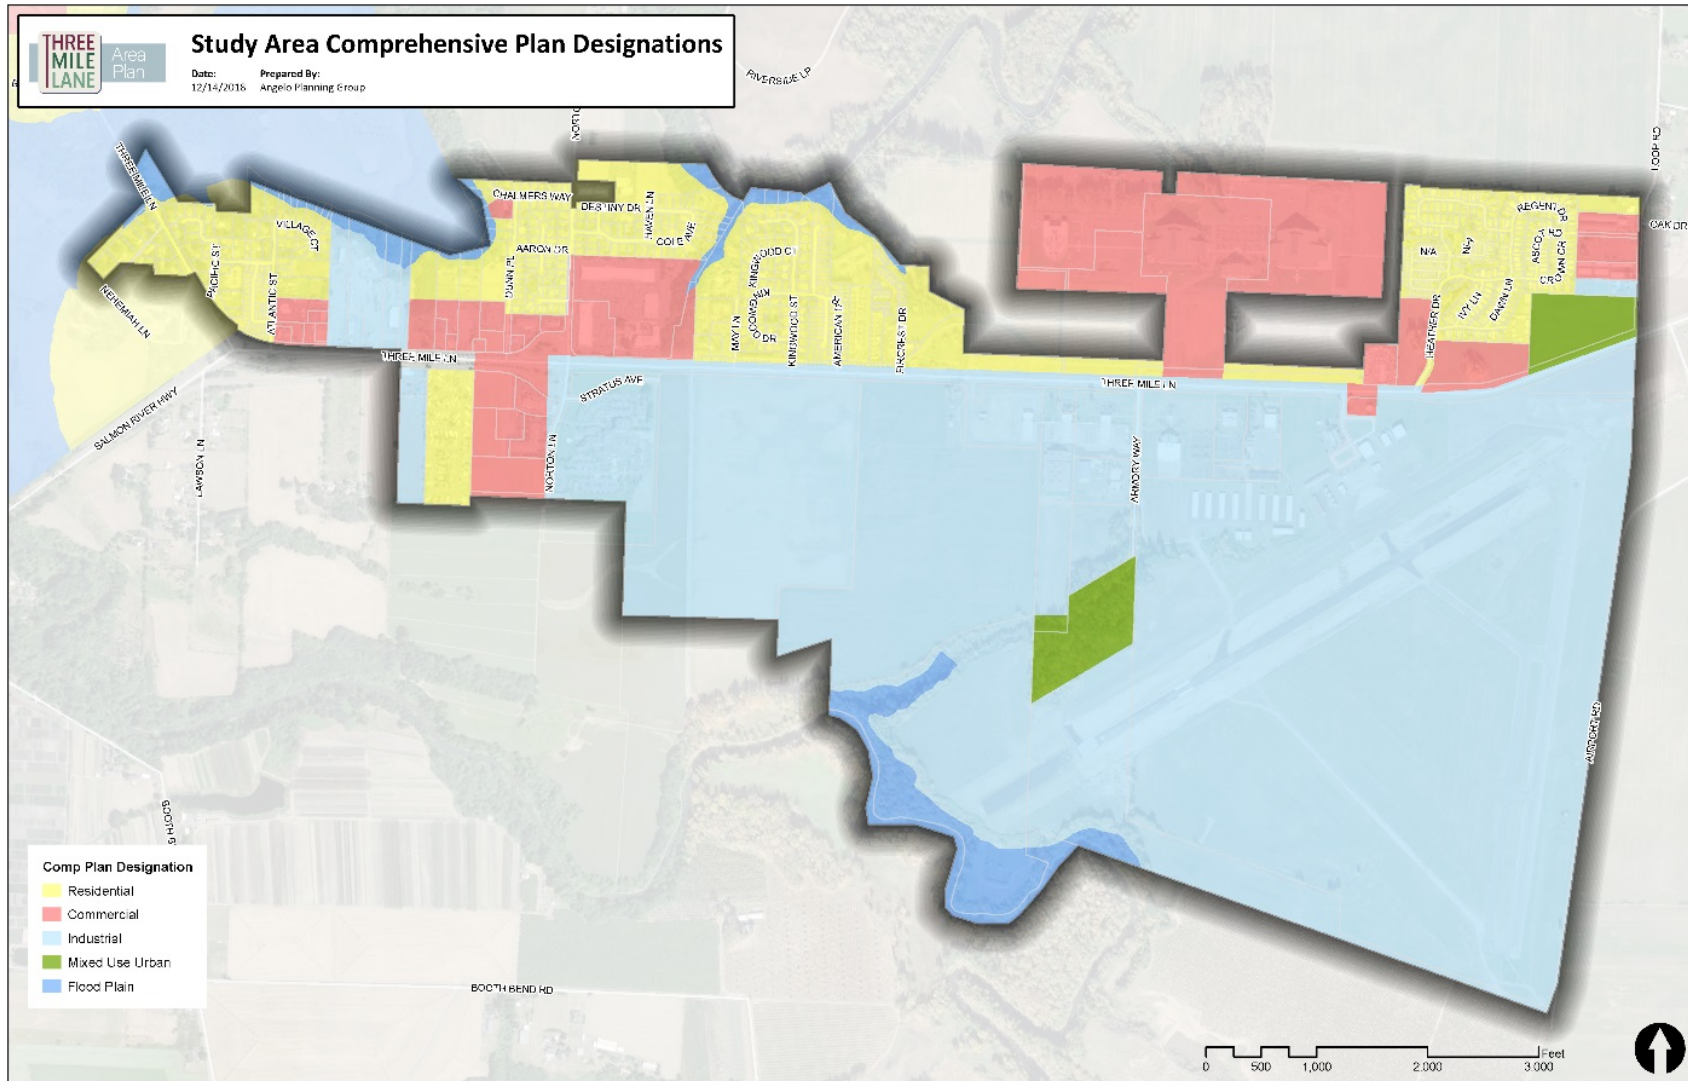 THREE
MILE
LANE
Area
Plan
Study Area Comprehensive Plan Designations
Date:
Prepared By:
12/14/2018
Angelo Planning Group
RIVERSIDE LP
THREE MILE LN
CHALMERS WAY
DESTINY DR
HAVEN LN
COLE AVE
VILLAGE CT
AARON DR
PACIFIC ST
ATLANTIC ST
DUNN PL
NEHEMIAH LN
KINGWOOD CT
MAY LN
KINGWOOD ST
AMERICAN DR
FIRCREST DR
REGENT DR
OAK DR
N/A
N/A
ASCOT
CROWN CR
IVY LN
DAWN LN
HEATHER DR
THREE MILE LN
THREE MILE LN
STRATUS AVE
SALMON RIVER HWY
LAWSON LN
NORTON LN
ARMORY WAY
AIRPORT RD
Comp Plan Designation
Residential
Commercial
Industrial
Mixed Use Urban
Flood Plain
BOOTH BEND RD
0
500
1,000
2,000
3,000
Feet